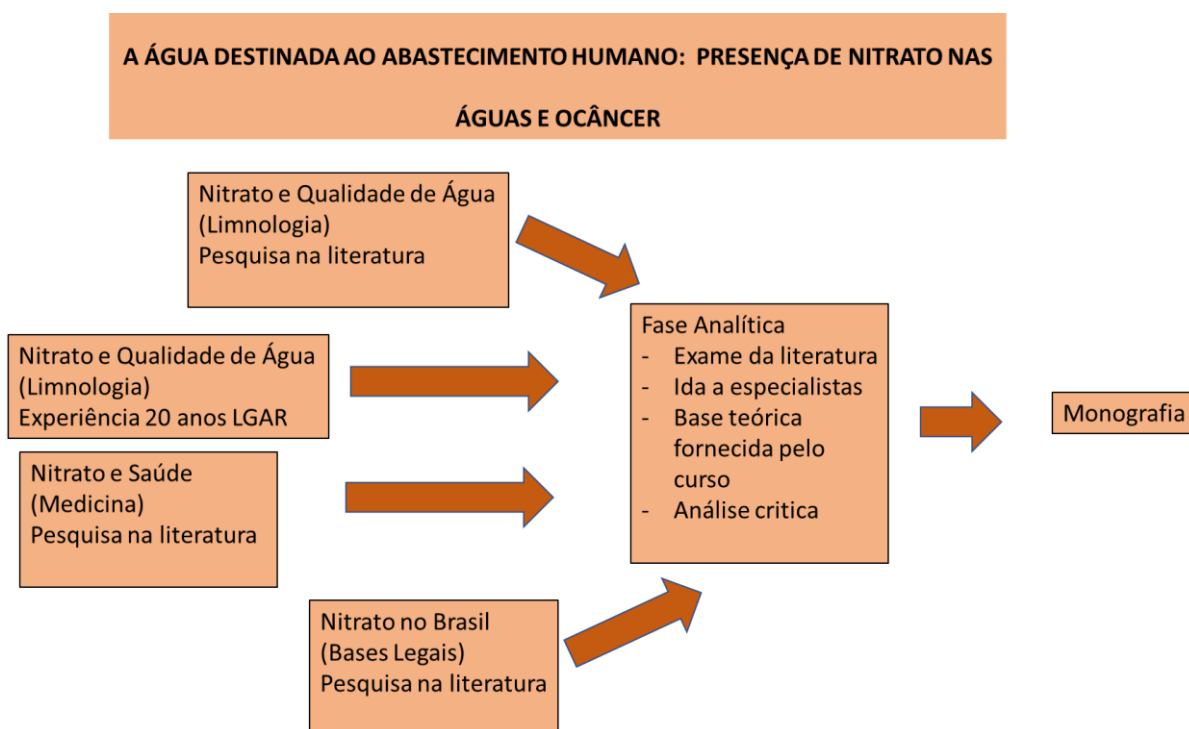 A ÁGUA DESTINADA AO ABASTECIMENTO HUMANO: PRESENÇA DE NITRATO NAS
ÁGUAS E OCÂNCER
Nitrato e Qualidade de Água
(Limnologia)
Pesquisa na literatura
Nitrato e Qualidade de Água
(Limnologia)
Experiência 20 anos LGAR
Nitrato e Saúde
(Medicina)
Pesquisa na literatura
Nitrato no Brasil
(Bases Legais)
Pesquisa na literatura
Fase Analítica
- Exame da literatura
- Ida a especialistas
- Base teórica
fornecida pelo
curso
- Análise critica
Monografia